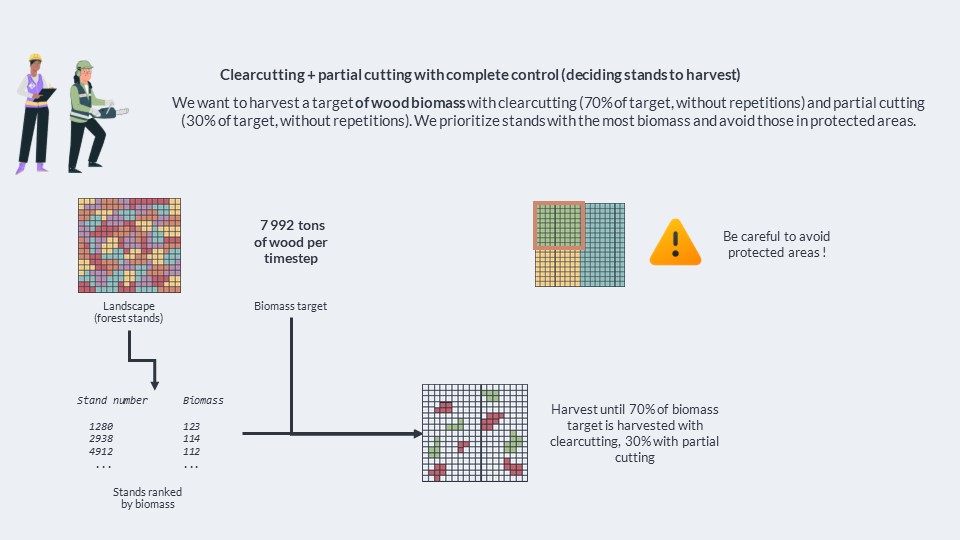 Clearcutting + partial cutting with complete control (deciding stands to harvest)
We want to harvest a target of wood biomass with clearcutting (70% of target, without repetitions) and partial cutting
(30% of target, without repetitions). We prioritize stands with the most biomass and avoid those in protected areas.
7 992 tons
of wood per
timestep
Be careful to avoid
protected areas !
Landscape
(forest stands)
Biomass target
Stand number Biomass
1280 123
2938 114
4912 112
... ...
Stands ranked
by biomass
Harvest until 70% of biomass
target is harvested with
clearcutting, 30% with partial
cutting